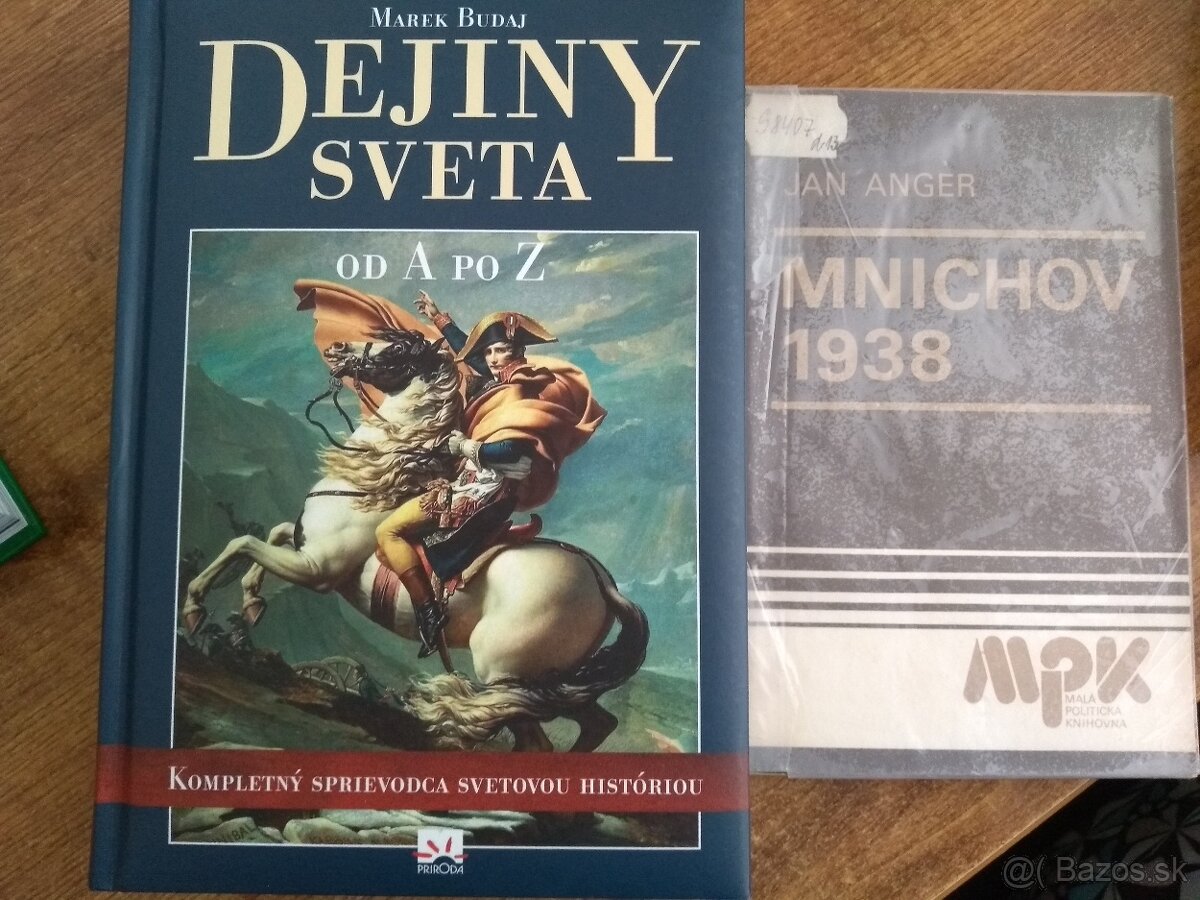 MAREK BUDAJ
DEJINY
SVETA
OD A PO Z
KOMPLETNÝ SPRIEVODCA SVETOVOU HISTÓRIOU
PRÍRODA
98407
JAN ANGER
MNICHOV
1938
MPK
MALÁ
POLITICKÁ
KNIHOVNA
@( Bazos.sk